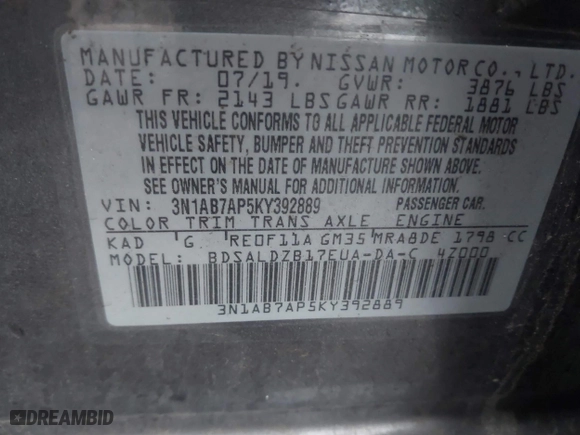 MANUFACTURED BY NISSAN MOTOR CO., LTD.
DATE: 07/19. GVWR: 3876 LBS
GAWR FR: 2143 LBS GAWR RR: 1881 LBS
THIS VEHICLE CONFORMS TO ALL APPLICABLE FEDERAL MOTOR
VEHICLE SAFETY, BUMPER AND THEFT PREVENTION STANDARDS
IN EFFECT ON THE DATE OF MANUFACTURE SHOWN ABOVE.
SEE OWNER'S MANUAL FOR ADDITIONAL INFORMATION.
VIN: 3N1AB7AP5KY392889 PASSENGER CAR.
COLOR TRIM TRANS AXLE ENGINE
KAD G RE0F11A GM35 MRA8DE 1798 CC
MODEL: BDSALDZB17EUA-DA-C 4Z000
3N1AB7AP5KY392889
DREAMBID